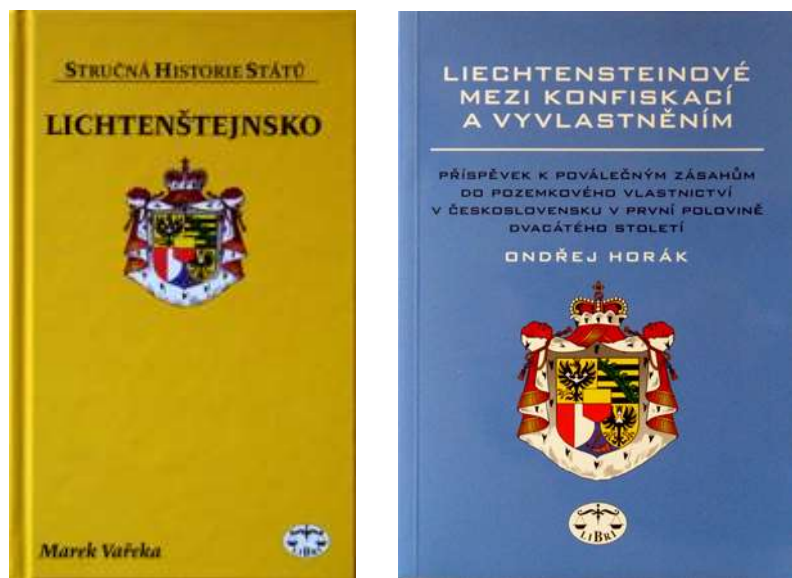 STRUČNÁ HISTORIE STÁTŮ
LICHTENŠTEJNSKO
Marek Vařeka
LIBRI
LIECHTENSTEINOVÉ
MEZI KONFISKACÍ
A VYVLASTNĚNÍM
PŘÍSPĚVEK K POVÁLEČNÝM ZÁSAHŮM
DO POZEMKOVÉHO VLASTNICTVÍ
V ČESKOSLOVENSKU V PRVNÍ POLOVINĚ
DVACÁTÉHO STOLETÍ
ONDŘEJ HORÁK
LIBRI